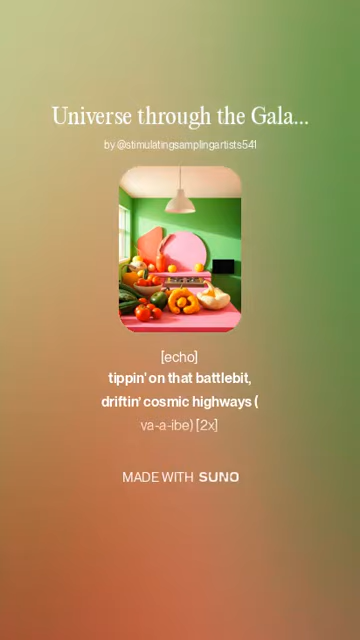 Universe through the Gala...
by @stimulatingsamplingartists541
[echo]
tippin' on that battlebit,
driftin' cosmic highways (
va-a-ibe) [2x]
MADE WITH SUNO